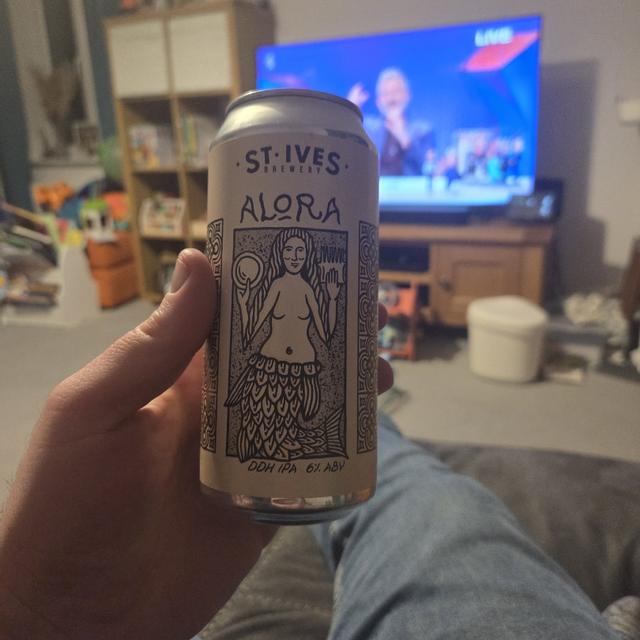 LIVE
ST·IVES
BREWERY
ALORA
DDH IPA 6% ABV